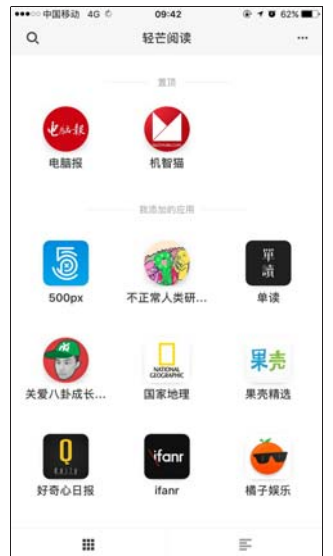 中国移动 4G 09:42 62%
轻芒阅读
置顶
电脑报
电脑报 机智猫
我添加的应用
單讀
500px 不正常人类研... 单读
NATIONAL GEOGRAPHIC
果壳
关爱八卦成长... 国家地理 果壳精选
Q
ifanr
好奇心日报 ifanr 橘子娱乐